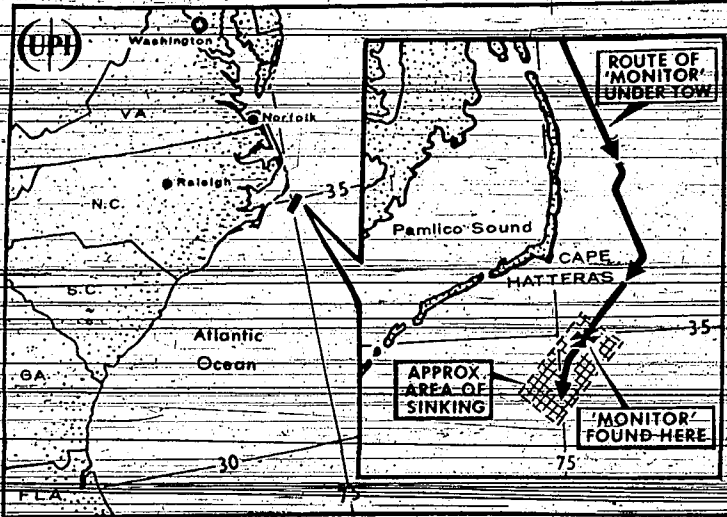 (UPI)
Washington
VA.
Norfolk
Raleigh
35
N.C.
S.C.
Atlantic
Ocean
GA.
30
FLA.
75
ROUTE OF
'MONITOR'
UNDER TOW
Pamlico Sound
CAPE
HATTERAS
35
APPROX.
AREA OF
SINKING
'MONITOR'
FOUND HERE
75